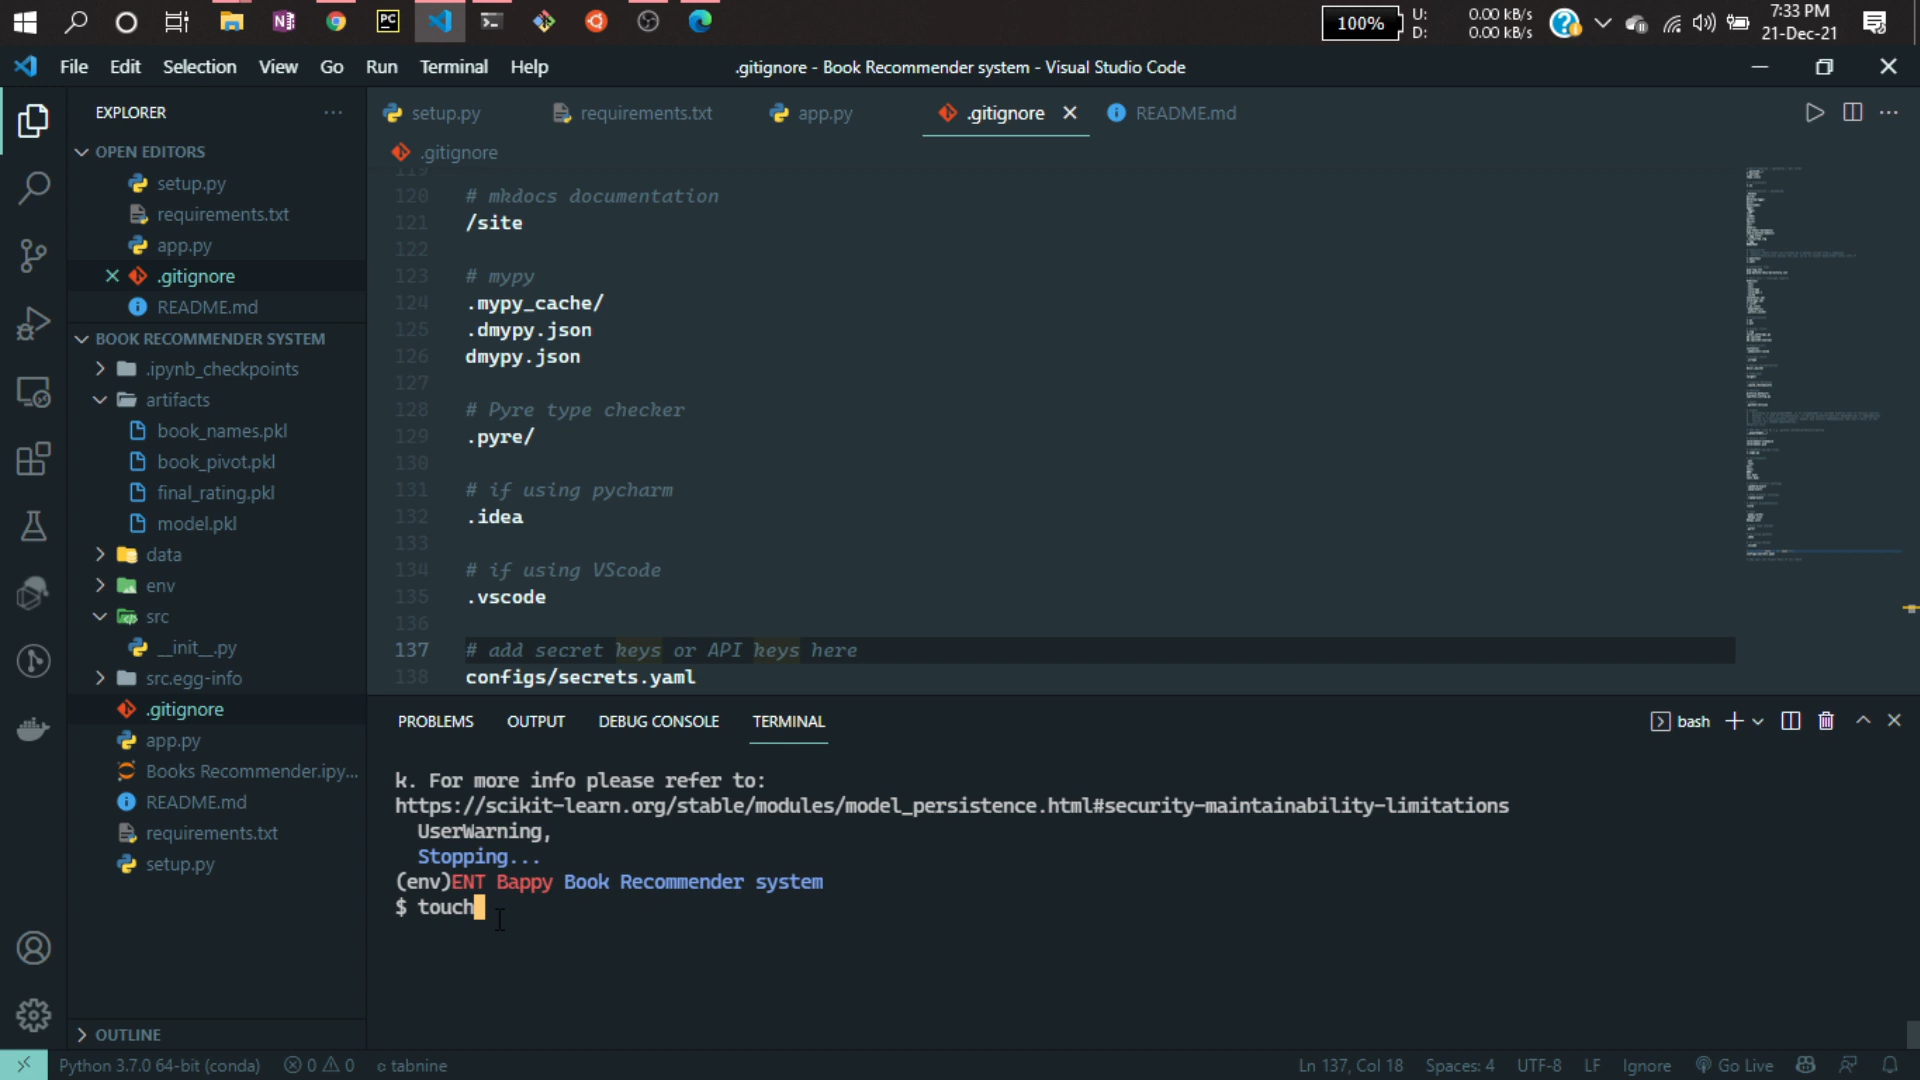 PC
100%
U: 0.00 kB/s
D: 0.00 kB/s
7:33 PM
21-Dec-21
File Edit Selection View Go Run Terminal Help
.gitignore - Book Recommender system - Visual Studio Code
EXPLORER
OPEN EDITORS
setup.py
requirements.txt
app.py
.gitignore
README.md
BOOK RECOMMENDER SYSTEM
.ipynb_checkpoints
artifacts
book_names.pkl
book_pivot.pkl
final_rating.pkl
model.pkl
data
env
src
__init__.py
src.egg-info
.gitignore
app.py
Books Recommender.ipy...
README.md
requirements.txt
setup.py
OUTLINE
setup.py requirements.txt app.py .gitignore README.md
.gitignore
119
120 # mkdocs documentation
121 /site
122
123 # mypy
124 .mypy_cache/
125 .dmypy.json
126 dmypy.json
127
128 # Pyre type checker
129 .pyre/
130
131 # if using pycharm
132 .idea
133
134 # if using VScode
135 .vscode
136
137 # add secret keys or API keys here
138 configs/secrets.yaml
PROBLEMS OUTPUT DEBUG CONSOLE TERMINAL
bash
k. For more info please refer to:
https://scikit-learn.org/stable/modules/model_persistence.html#security-maintainability-limitations
UserWarning,
Stopping...
(env)ENT Bappy Book Recommender system
$ touch
Python 3.7.0 64-bit (conda) 0 0 tabnine
Ln 137, Col 18 Spaces: 4 UTF-8 LF Ignore Go Live